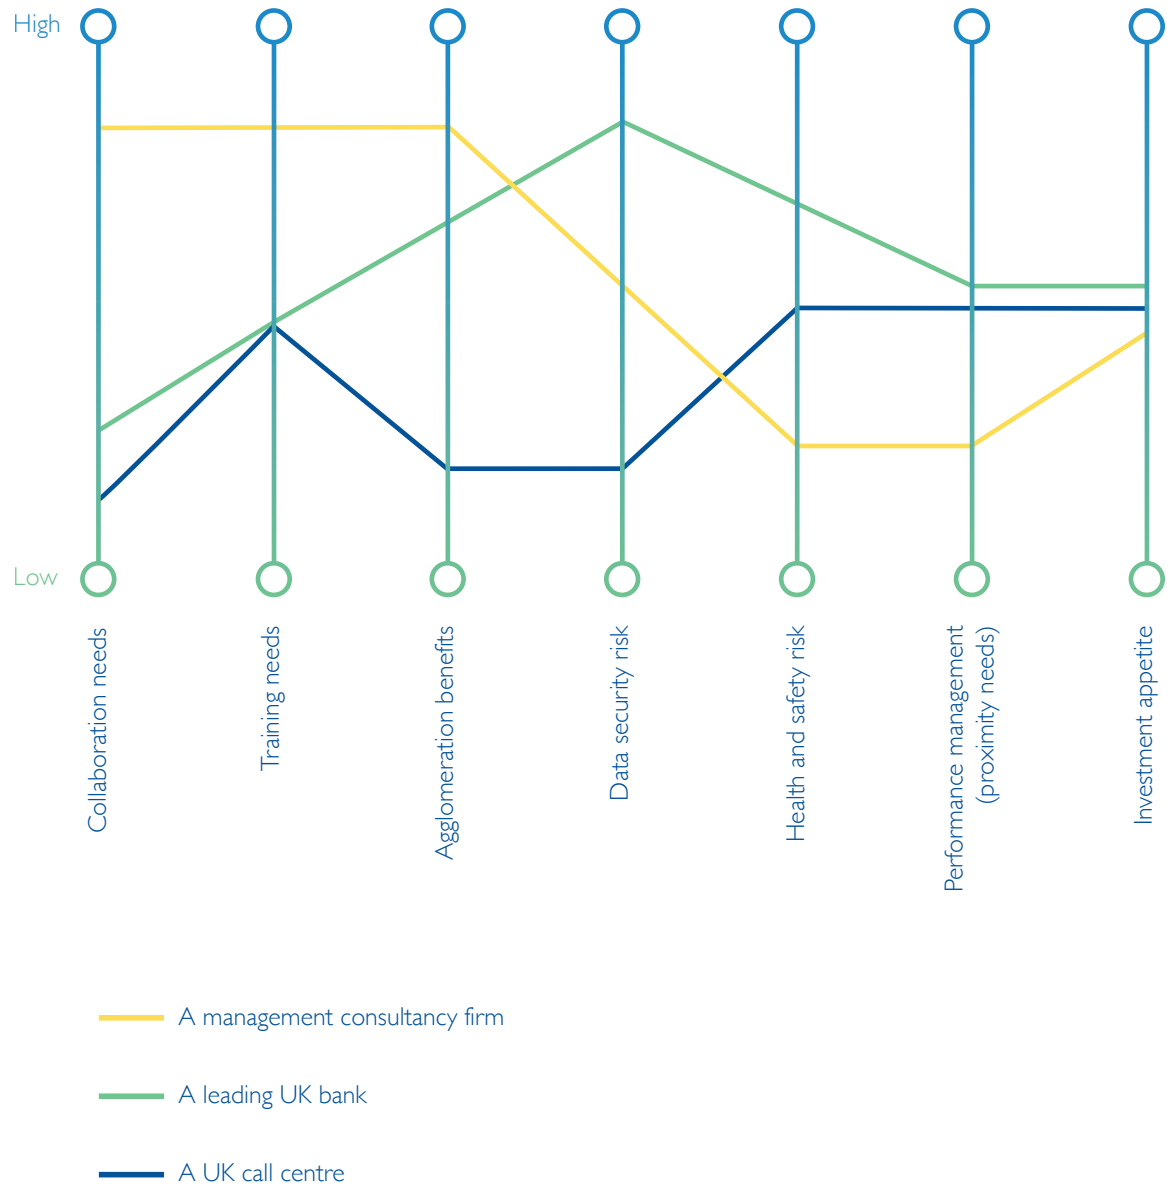 High
Low
Collaboration needs
Training needs
Agglomeration benefits
Data security risk
Health and safety risk
Performance management
(proximity needs)
Investment appetite
A management consultancy firm
A leading UK bank
A UK call centre